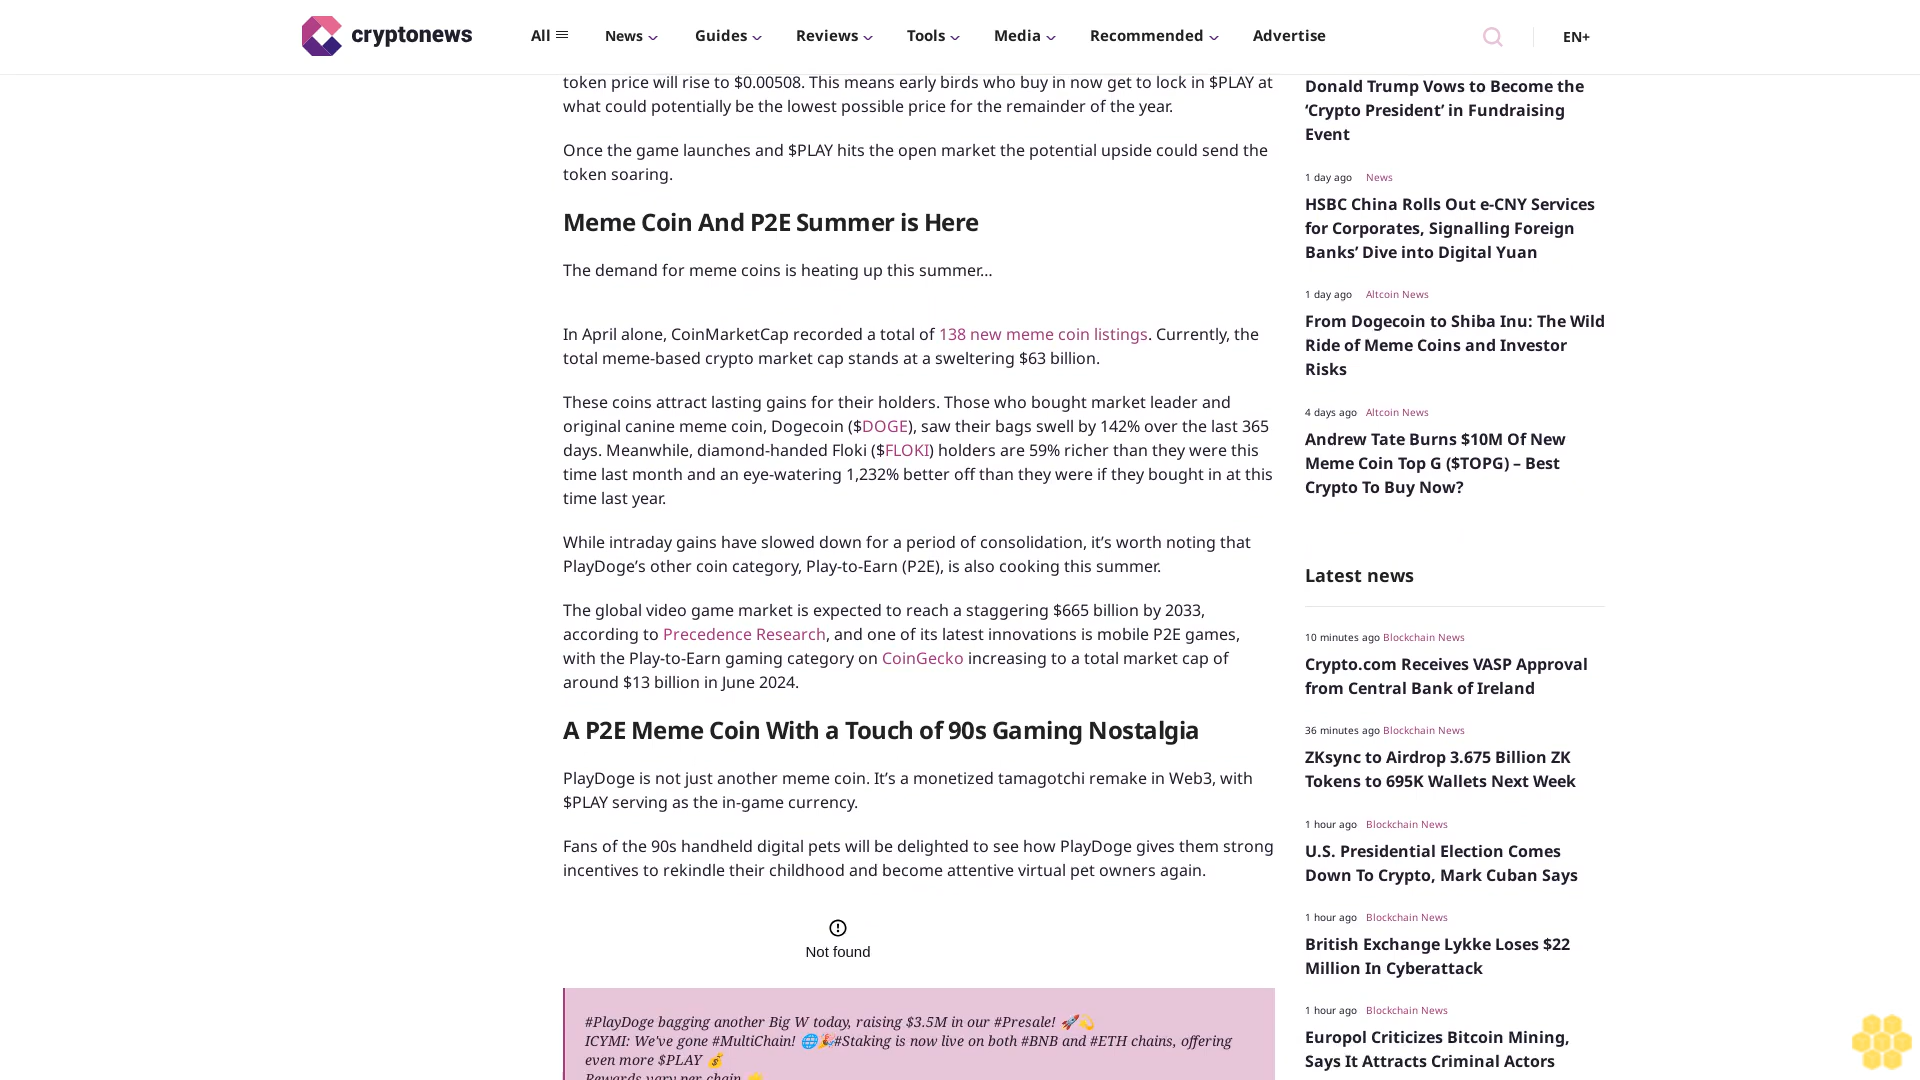 cryptonews
All
News
Guides
Reviews
Tools
Media
Recommended
Advertise
EN+
token price will rise to $0.00508. This means early birds who buy in now get to lock in $PLAY at
what could potentially be the lowest possible price for the remainder of the year.
Once the game launches and $PLAY hits the open market the potential upside could send the
token soaring.
Meme Coin And P2E Summer is Here
The demand for meme coins is heating up this summer…
In April alone, CoinMarketCap recorded a total of 138 new meme coin listings. Currently, the
total meme-based crypto market cap stands at a sweltering $63 billion.
These coins attract lasting gains for their holders. Those who bought market leader and
original canine meme coin, Dogecoin ($DOGE), saw their bags swell by 142% over the last 365
days. Meanwhile, diamond-handed Floki ($FLOKI) holders are 59% richer than they were this
time last month and an eye-watering 1,232% better off than they were if they bought in at this
time last year.
While intraday gains have slowed down for a period of consolidation, it’s worth noting that
PlayDoge’s other coin category, Play-to-Earn (P2E), is also cooking this summer.
The global video game market is expected to reach a staggering $665 billion by 2033,
according to Precedence Research, and one of its latest innovations is mobile P2E games,
with the Play-to-Earn gaming category on CoinGecko increasing to a total market cap of
around $13 billion in June 2024.
A P2E Meme Coin With a Touch of 90s Gaming Nostalgia
PlayDoge is not just another meme coin. It’s a monetized tamagotchi remake in Web3, with
$PLAY serving as the in-game currency.
Fans of the 90s handheld digital pets will be delighted to see how PlayDoge gives them strong
incentives to rekindle their childhood and become attentive virtual pet owners again.
Not found
#PlayDoge bagging another Big W today, raising $3.5M in our #Presale! 🚀💫
ICYMI: We've gone #MultiChain! 🌐🎉#Staking is now live on both #BNB and #ETH chains, offering
even more $PLAY 💰
Rewards vary per chain
Donald Trump Vows to Become the
‘Crypto President’ in Fundraising
Event
1 day ago News
HSBC China Rolls Out e-CNY Services
for Corporates, Signalling Foreign
Banks’ Dive into Digital Yuan
1 day ago Altcoin News
From Dogecoin to Shiba Inu: The Wild
Ride of Meme Coins and Investor
Risks
4 days ago Altcoin News
Andrew Tate Burns $10M Of New
Meme Coin Top G ($TOPG) – Best
Crypto To Buy Now?
Latest news
10 minutes ago Blockchain News
Crypto.com Receives VASP Approval
from Central Bank of Ireland
36 minutes ago Blockchain News
ZKsync to Airdrop 3.675 Billion ZK
Tokens to 695K Wallets Next Week
1 hour ago Blockchain News
U.S. Presidential Election Comes
Down To Crypto, Mark Cuban Says
1 hour ago Blockchain News
British Exchange Lykke Loses $22
Million In Cyberattack
1 hour ago Blockchain News
Europol Criticizes Bitcoin Mining,
Says It Attracts Criminal Actors